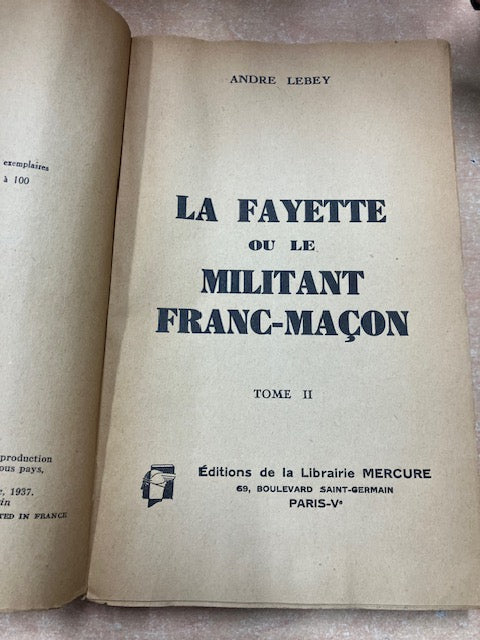 exemplaires
à 100
production
ous pays,
, 1937.
in
TED IN FRANCE
ANDRE LEBEY
LA FAYETTE
OU LE
MILITANT
FRANC-MAÇON
TOME II
Éditions de la Librairie MERCURE
69, BOULEVARD SAINT-GERMAIN
PARIS-Vᵉ